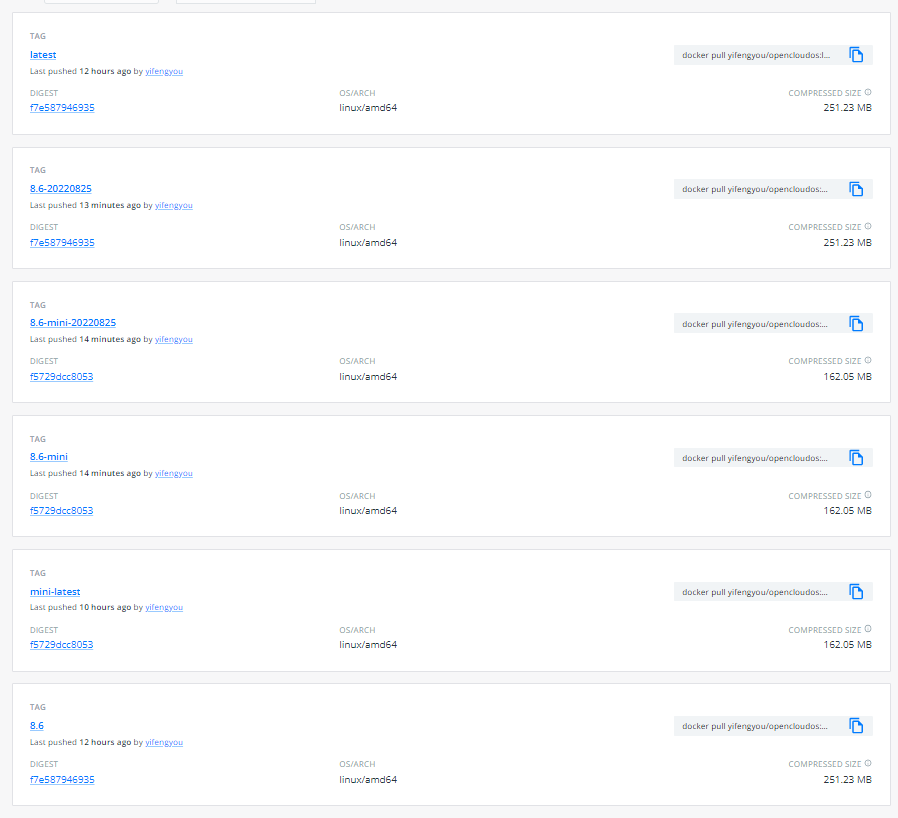 TAG
latest
docker pull yifengyou/opencloudos:l...
Last pushed 12 hours ago by yifengyou
DIGEST OS/ARCH COMPRESSED SIZE
f7e587946935 linux/amd64 251.23 MB
TAG
8.6-20220825
docker pull yifengyou/opencloudos:...
Last pushed 13 minutes ago by yifengyou
DIGEST OS/ARCH COMPRESSED SIZE
f7e587946935 linux/amd64 251.23 MB
TAG
8.6-mini-20220825
docker pull yifengyou/opencloudos:...
Last pushed 14 minutes ago by yifengyou
DIGEST OS/ARCH COMPRESSED SIZE
f5729dcc8053 linux/amd64 162.05 MB
TAG
8.6-mini
docker pull yifengyou/opencloudos:...
Last pushed 14 minutes ago by yifengyou
DIGEST OS/ARCH COMPRESSED SIZE
f5729dcc8053 linux/amd64 162.05 MB
TAG
mini-latest
docker pull yifengyou/opencloudos:...
Last pushed 10 hours ago by yifengyou
DIGEST OS/ARCH COMPRESSED SIZE
f5729dcc8053 linux/amd64 162.05 MB
TAG
8.6
docker pull yifengyou/opencloudos:...
Last pushed 12 hours ago by yifengyou
DIGEST OS/ARCH COMPRESSED SIZE
f7e587946935 linux/amd64 251.23 MB